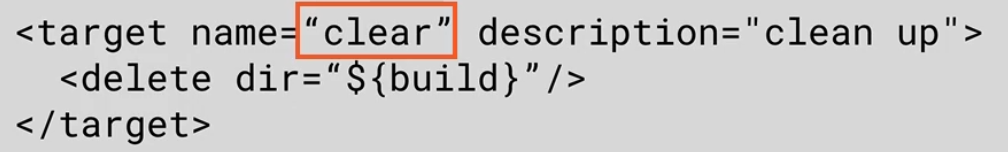 <target name=“clear” description="clean up">
  <delete dir=“${build}”/>
</target>